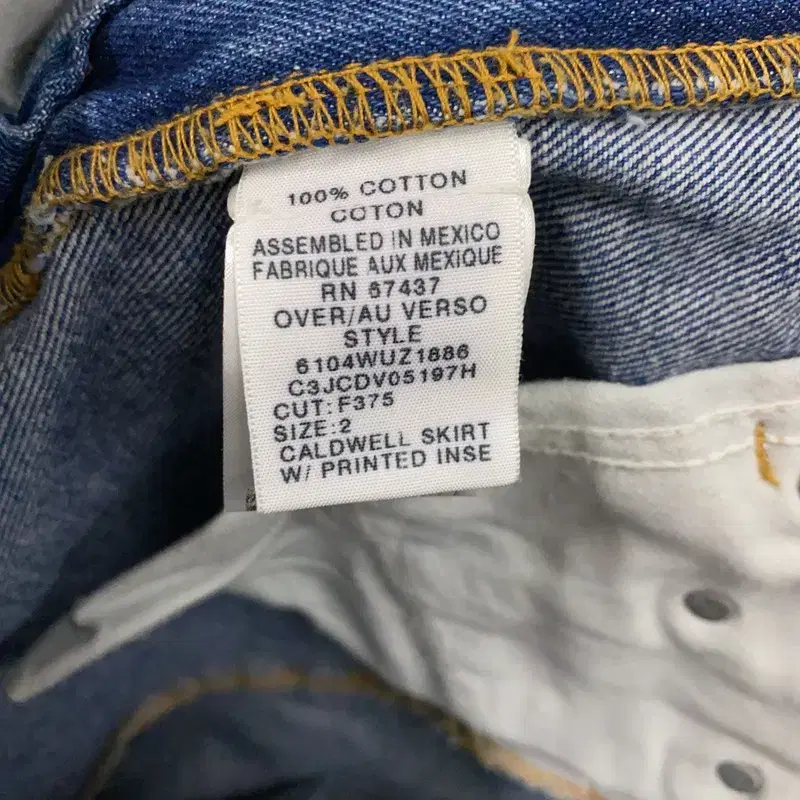 100% COTTON
COTON
ASSEMBLED IN MEXICO
FABRIQUE AUX MEXIQUE
RN 67437
OVER/AU VERSO
STYLE
6104WUZ1886
C3JCDV05197H
CUT:F375
SIZE:2
CALDWELL SKIRT
W/ PRINTED INSE